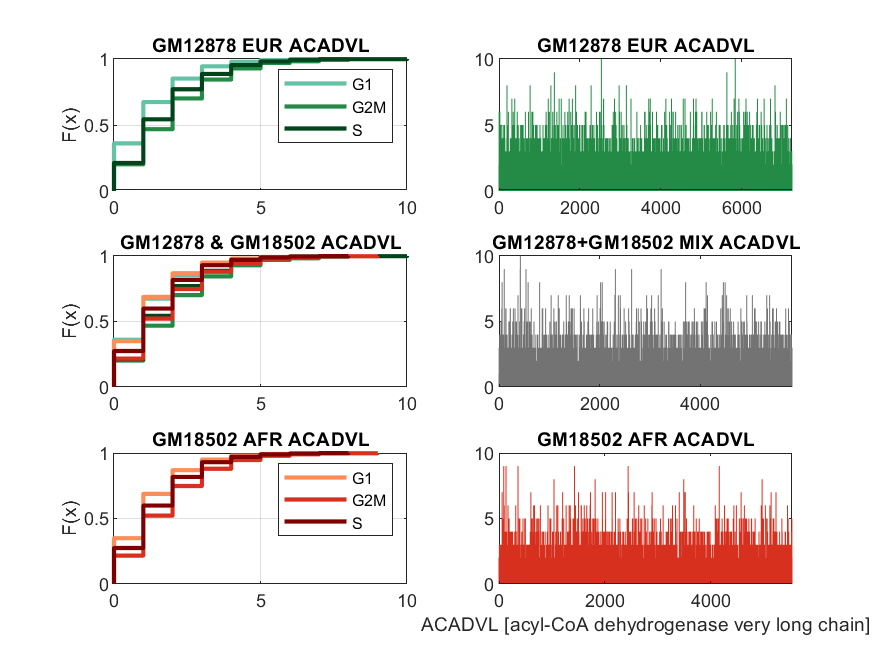 GM12878 EUR ACADVL
F(x)
1
0.5
0
0
5
10
G1
G2M
S
GM12878 EUR ACADVL
10
5
0
0
2000
4000
6000
GM12878 & GM18502 ACADVL
F(x)
1
0.5
0
0
5
10
GM12878+GM18502 MIX ACADVL
10
5
0
0
2000
4000
GM18502 AFR ACADVL
F(x)
1
0.5
0
0
5
10
G1
G2M
S
GM18502 AFR ACADVL
10
5
0
0
2000
4000
ACADVL [acyl-CoA dehydrogenase very long chain]